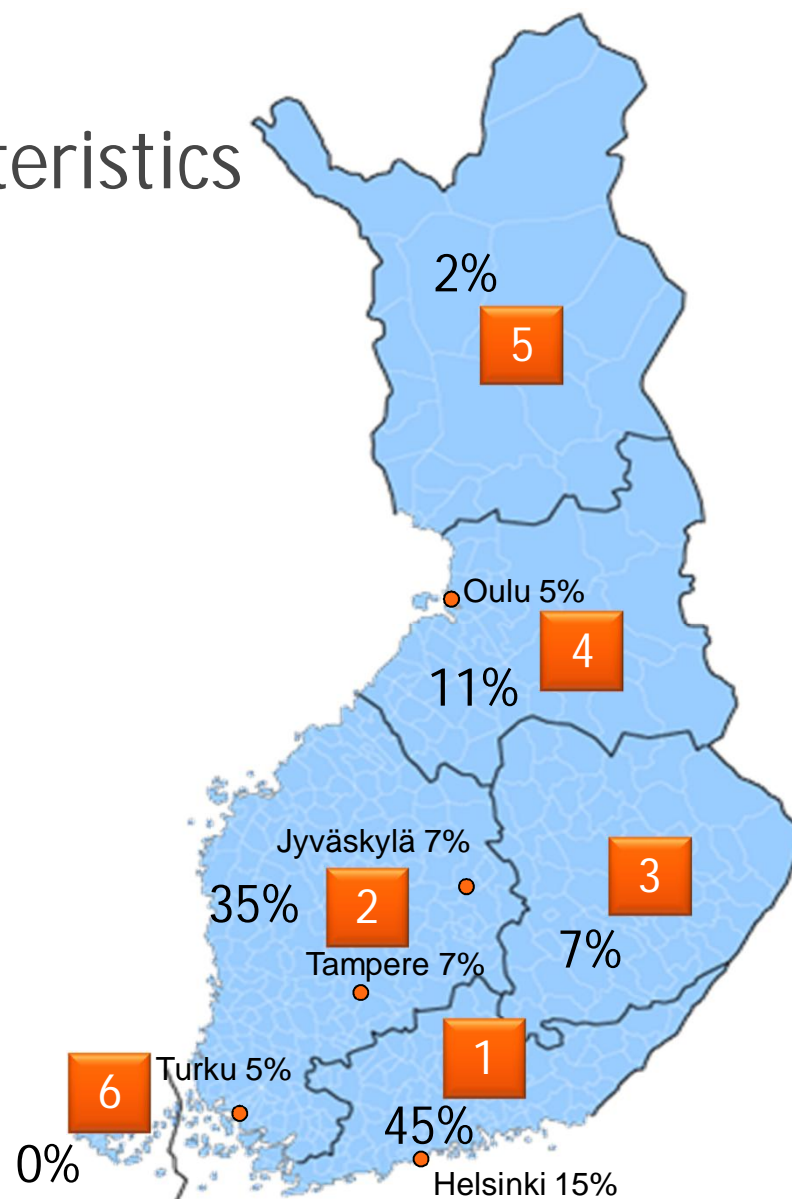 teristics
2%
5
Oulu 5%
4
11%
Jyväskylä 7%
3
2
35%
7%
Tampere 7%
1
Turku 5%
6
45%
0%
Helsinki 15%